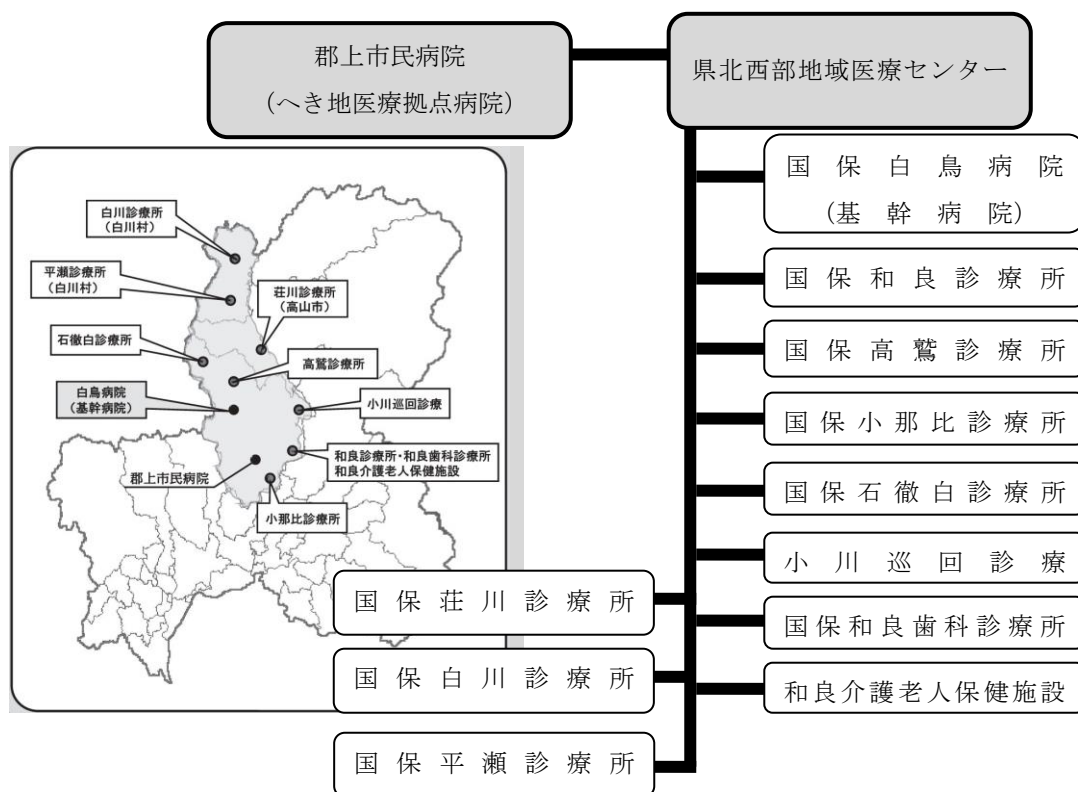 郡上市民病院
(へき地医療拠点病院)
県北西部地域医療センター
国保白鳥病院
(基幹病院)
国保和良診療所
国保高鷲診療所
国保小那比診療所
国保石徹白診療所
小川巡回診療
国保和良歯科診療所
和良介護老人保健施設
国保荘川診療所
国保白川診療所
国保平瀬診療所
白川診療所
(白川村)
平瀬診療所
(白川村)
荘川診療所
(高山市)
石徹白診療所
高鷲診療所
白鳥病院
(基幹病院)
小川巡回診療
和良診療所・和良歯科診療所
和良介護老人保健施設
郡上市民病院
小那比診療所